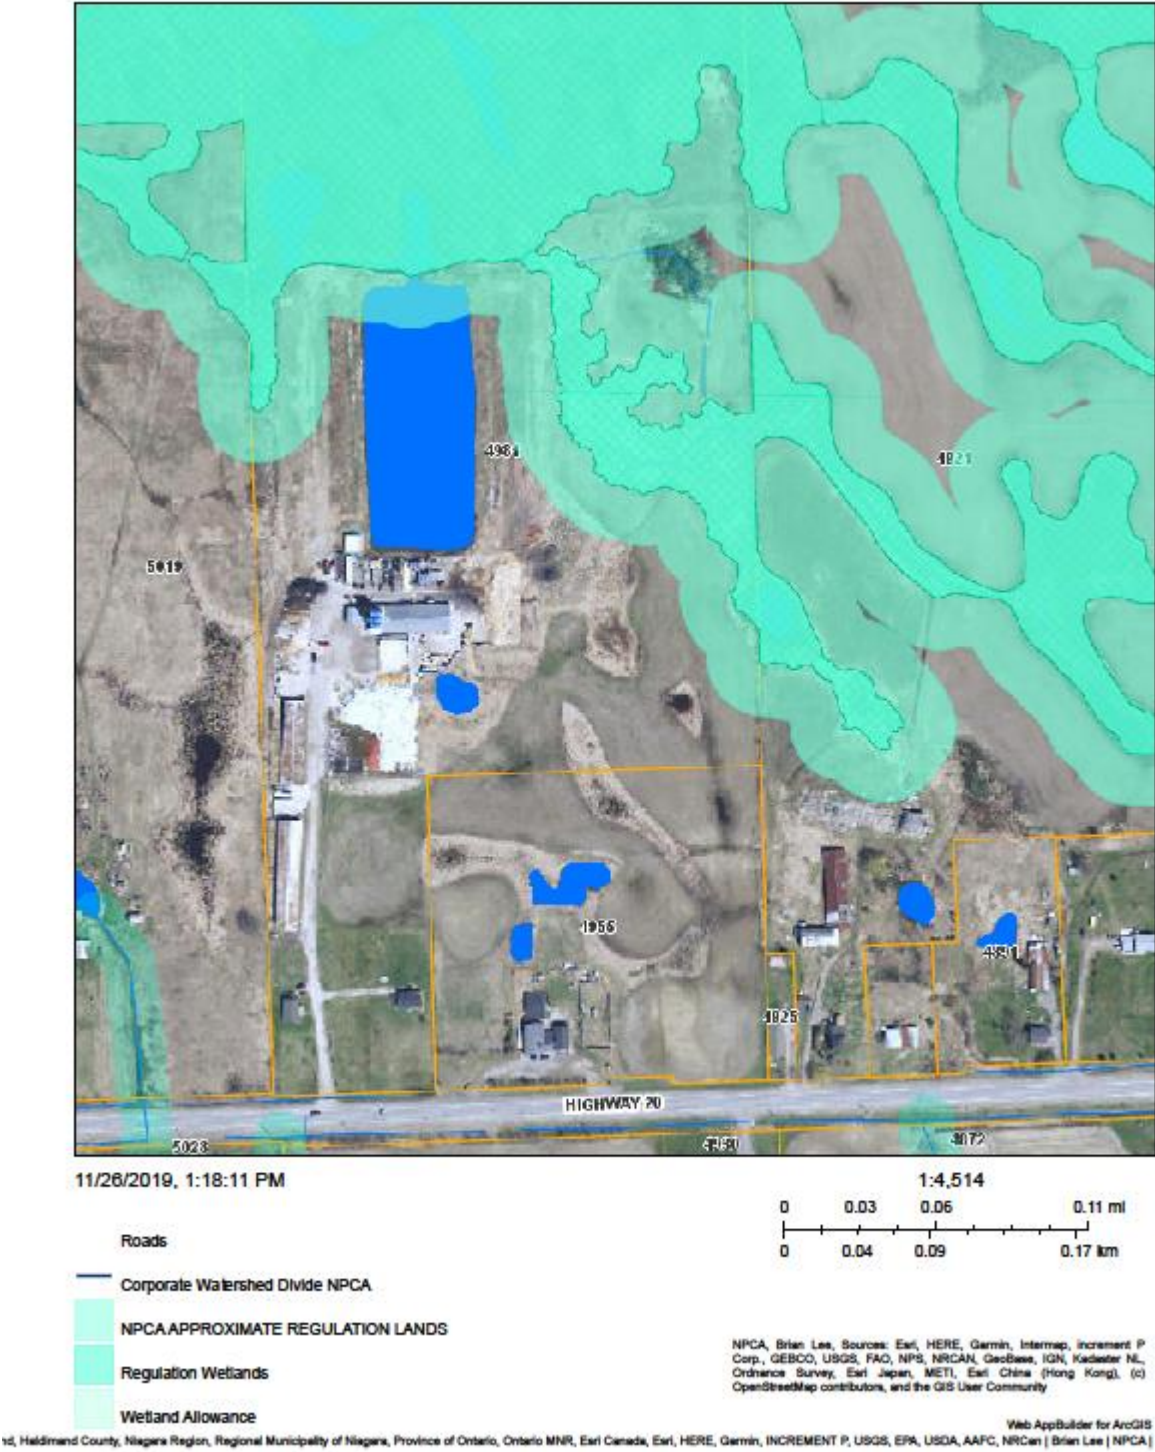 4981
4821
5019
4955
4891
4825
HIGHWAY 20
5028
4980
4872
11/26/2019, 1:18:11 PM
1:4,514
0 0.03 0.06 0.11 mi
0 0.04 0.09 0.17 km
Roads
Corporate Watershed Divide NPCA
NPCA APPROXIMATE REGULATION LANDS
Regulation Wetlands
Wetland Allowance
NPCA, Brian Lee, Sources: Esri, HERE, Garmin, Intermap, increment P
Corp., GEBCO, USGS, FAO, NPS, NRCAN, GeoBase, IGN, Kadaster NL,
Ordnance Survey, Esri Japan, METI, Esri China (Hong Kong), (c)
OpenStreetMap contributors, and the GIS User Community
Web AppBuilder for ArcGIS
nd, Haldimand County, Niagara Region, Regional Municipality of Niagara, Province of Ontario, Ontario MNR, Esri Canada, Esri, HERE, Garmin, INCREMENT P, USGS, EPA, USDA, AAFC, NRCan | Brian Lee | NPCA |